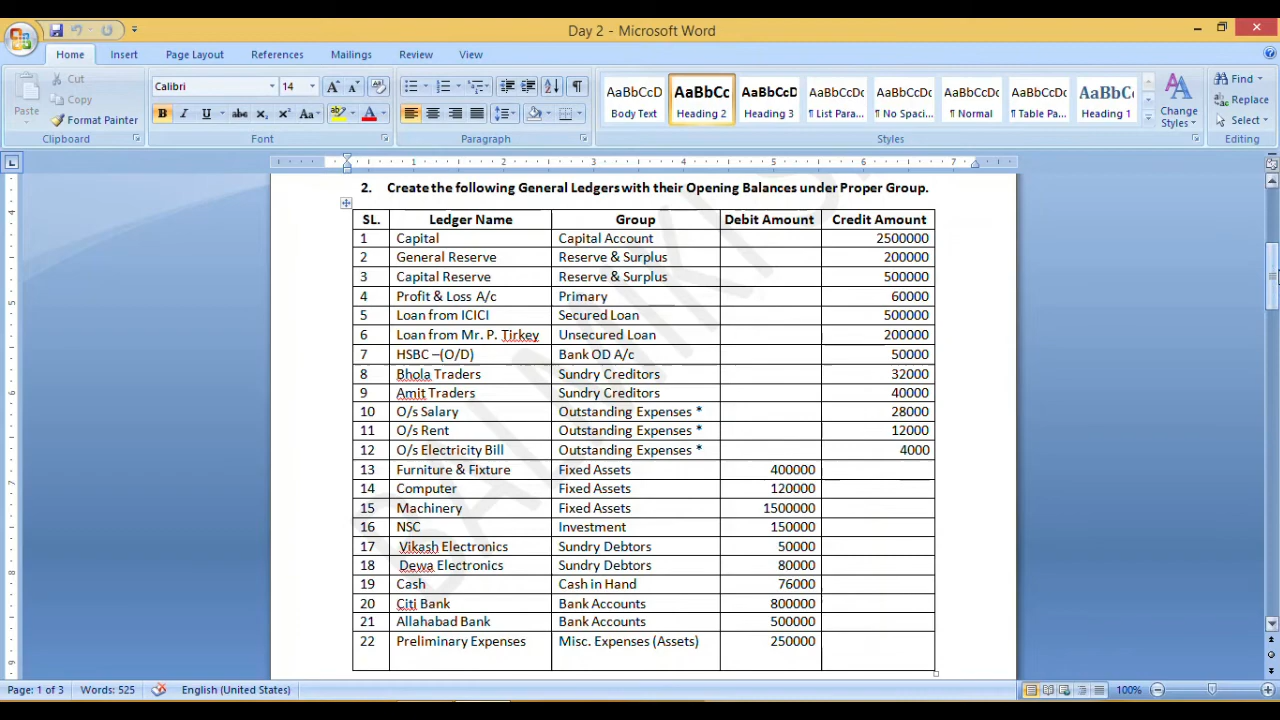 Day 2 - Microsoft Word
Home Insert Page Layout References Mailings Review View
Paste
Cut
Copy
Format Painter
Clipboard
Calibri 14
B I U abc X₂ X² Aa
Font
Paragraph
AaBbCcD AaBbCc AaBbCcD AaBbCcDc AaBbCcDc AaBbCcDc AaBbCcDc AaBbC
Body Text Heading 2 Heading 3 ¶ List Para... ¶ No Spaci... ¶ Normal ¶ Table Pa... Heading 1
Change Styles
Styles
Find
Replace
Select
Editing
2. Create the following General Ledgers with their Opening Balances under Proper Group.
SL. Ledger Name Group Debit Amount Credit Amount
1 Capital Capital Account 2500000
2 General Reserve Reserve & Surplus 200000
3 Capital Reserve Reserve & Surplus 500000
4 Profit & Loss A/c Primary 60000
5 Loan from ICICI Secured Loan 500000
6 Loan from Mr. P. Tirkey Unsecured Loan 200000
7 HSBC –(O/D) Bank OD A/c 50000
8 Bhola Traders Sundry Creditors 32000
9 Amit Traders Sundry Creditors 40000
10 O/s Salary Outstanding Expenses * 28000
11 O/s Rent Outstanding Expenses * 12000
12 O/s Electricity Bill Outstanding Expenses * 4000
13 Furniture & Fixture Fixed Assets 400000
14 Computer Fixed Assets 120000
15 Machinery Fixed Assets 1500000
16 NSC Investment 150000
17 Vikash Electronics Sundry Debtors 50000
18 Dewa Electronics Sundry Debtors 80000
19 Cash Cash in Hand 76000
20 Citi Bank Bank Accounts 800000
21 Allahabad Bank Bank Accounts 500000
22 Preliminary Expenses Misc. Expenses (Assets) 250000
Page: 1 of 3 Words: 525 English (United States) 100%